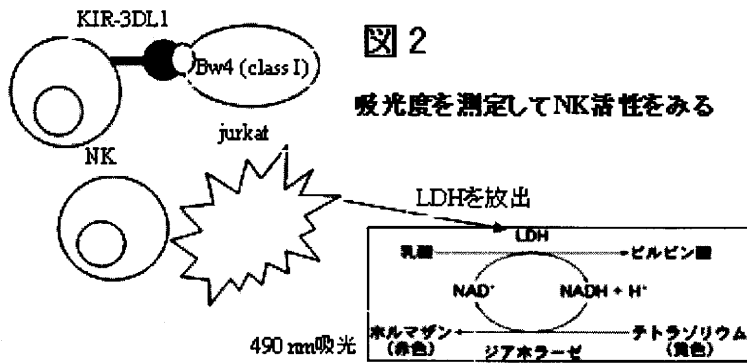 KIR-3DL1
図2
Bw4 (class I)
吸光度を測定してNK活性をみる
jurkat
NK
LDHを放出
LDH
乳酸
ピルビン酸
NAD⁺
NADH + H⁺
ホルマザン
(赤色)
ジアホラーゼ
テトラゾリウム
(黄色)
490 nm吸光